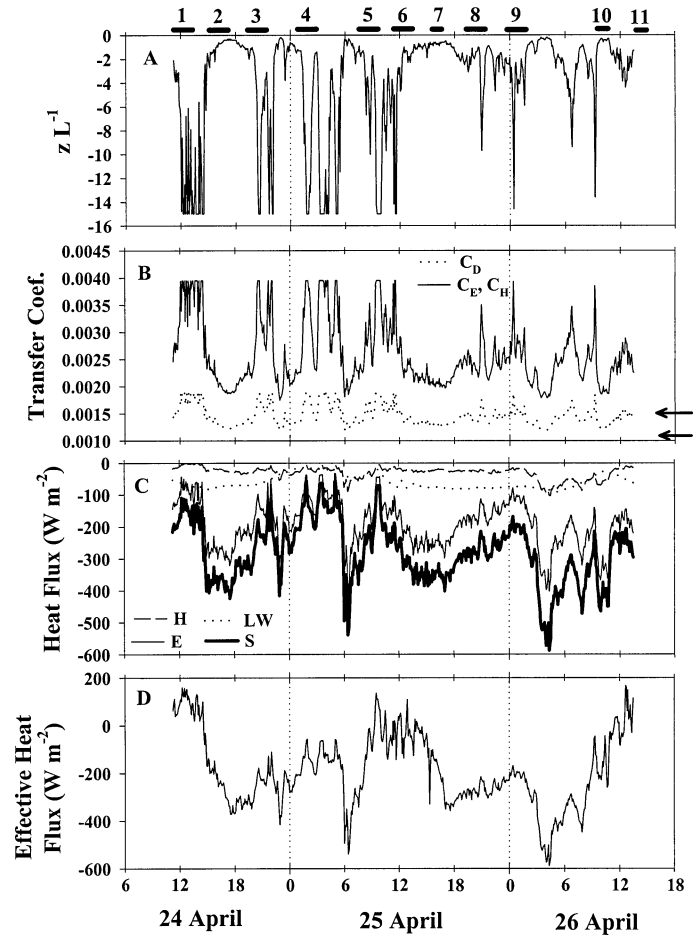 1 2 3 4 5 6 7 8 9 10 11
A
z L-1
0
-2
-4
-6
-8
-10
-12
-14
-16
B
Transfer Coef.
0.0045
0.0040
0.0035
0.0030
0.0025
0.0020
0.0015
0.0010
CD
CE, CH
C
Heat Flux (W m-2)
0
-100
-200
-300
-400
-500
-600
H LW
E S
D
Effective Heat
Flux (W m-2)
200
0
-200
-400
-600
6 12 18 0 6 12 18 0 6 12 18
24 April 25 April 26 April